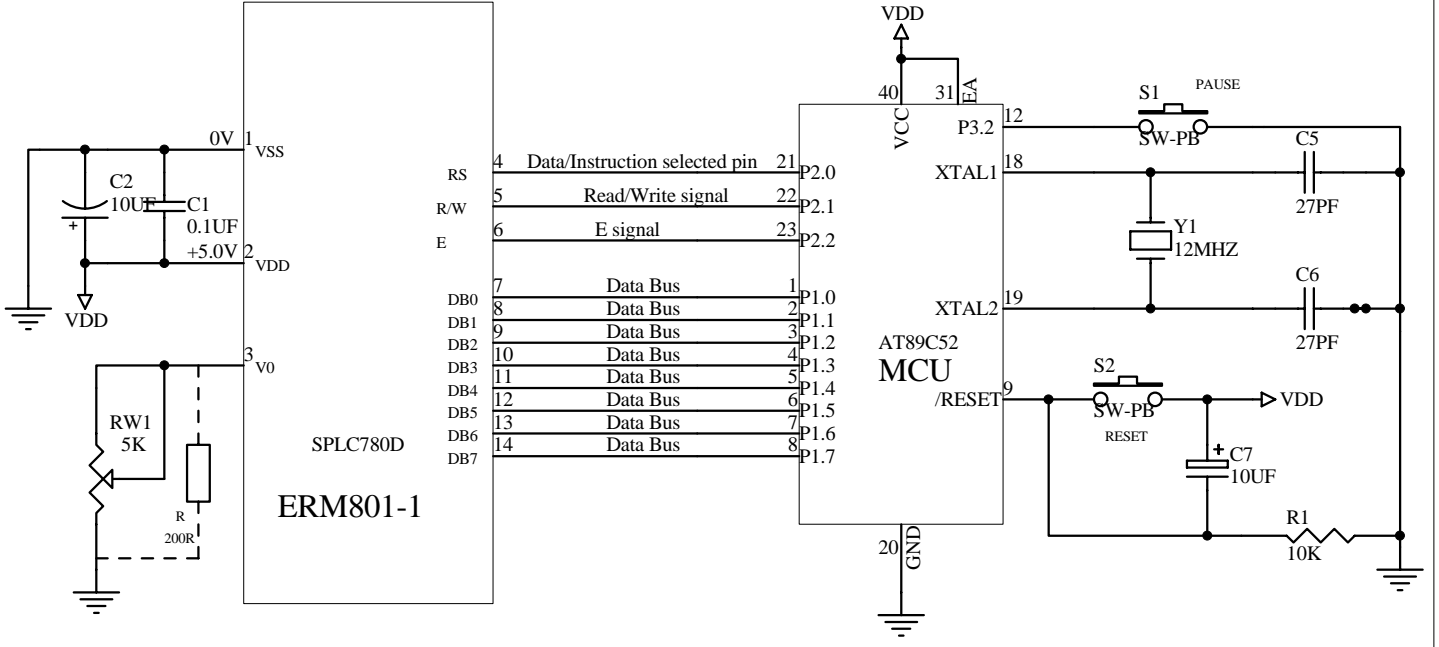 VDD
40
31
VCC
EA
S1
PAUSE
12
P3.2
SW-PB
C5
27PF
18
XTAL1
Y1
12MHZ
C6
27PF
19
XTAL2
0V
1
VSS
C2
10UF
+
C1
0.1UF
+5.0V
2
VDD
VDD
3
V0
RW1
5K
R
200R
SPLC780D
ERM801-1
RS
4
Data/Instruction selected pin
21
P2.0
R/W
5
Read/Write signal
22
P2.1
E
6
E signal
23
P2.2
DB0
7
Data Bus
1
P1.0
DB1
8
Data Bus
2
P1.1
DB2
9
Data Bus
3
P1.2
DB3
10
Data Bus
4
P1.3
DB4
11
Data Bus
5
P1.4
DB5
12
Data Bus
6
P1.5
DB6
13
Data Bus
7
P1.6
DB7
14
Data Bus
8
P1.7
AT89C52
MCU
/RESET
9
S2
SW-PB
RESET
VDD
+
C7
10UF
R1
10K
20
GND